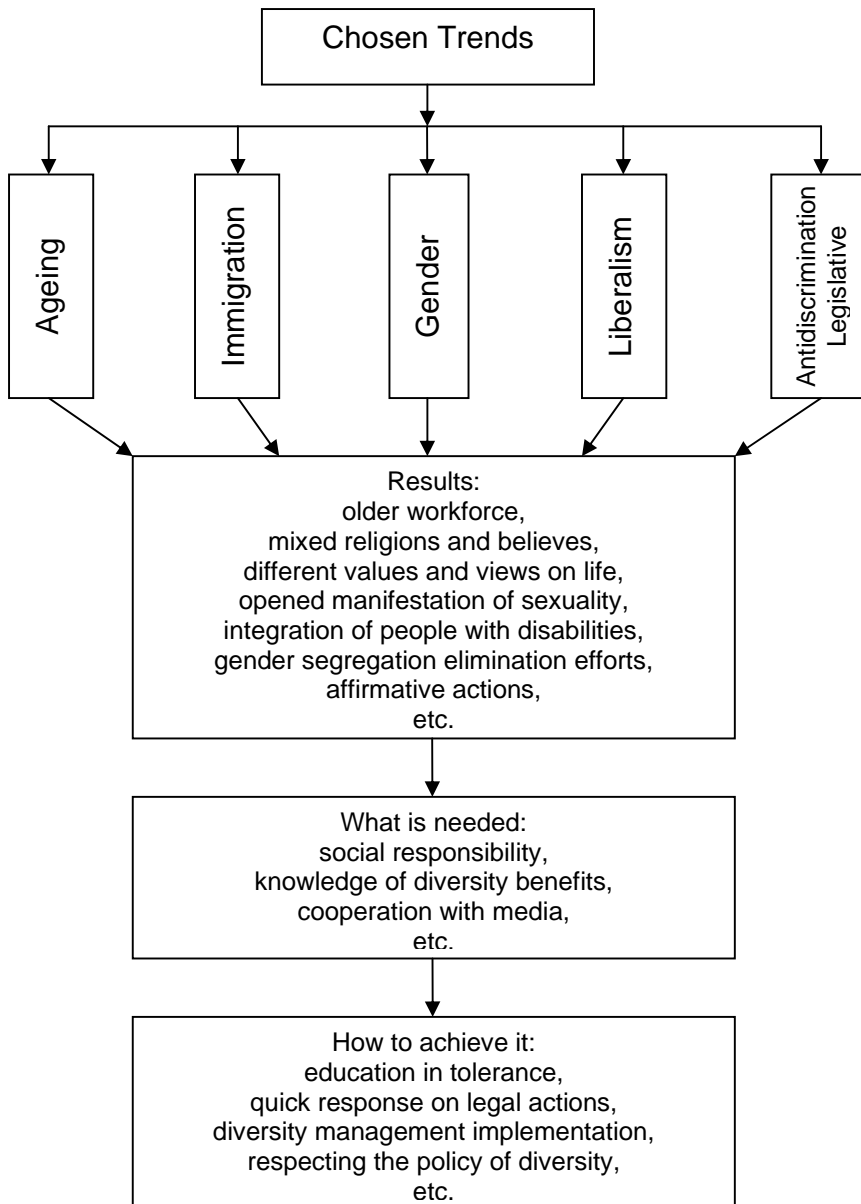 Chosen Trends
Ageing
Immigration
Gender
Liberalism
Antidiscrimination
Legislative
Results:
older workforce,
mixed religions and believes,
different values and views on life,
opened manifestation of sexuality,
integration of people with disabilities,
gender segregation elimination efforts,
affirmative actions,
etc.
What is needed:
social responsibility,
knowledge of diversity benefits,
cooperation with media,
etc.
How to achieve it:
education in tolerance,
quick response on legal actions,
diversity management implementation,
respecting the policy of diversity,
etc.